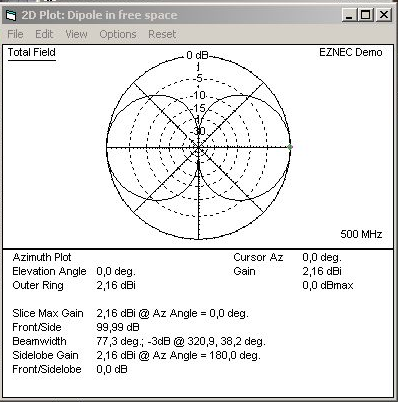 2D Plot: Dipole in free space
File Edit View Options Reset
Total Field
EZNEC Demo
0 dB
-5
-10
-15
-20
-30
500 MHz
Azimuth Plot Cursor Az 0,0 deg.
Elevation Angle 0,0 deg. Gain 2,16 dBi
Outer Ring 2,16 dBi 0,0 dBmax
Slice Max Gain 2,16 dBi @ Az Angle = 0,0 deg.
Front/Side 99,99 dB
Beamwidth 77,3 deg.; -3dB @ 320,9, 38,2 deg.
Sidelobe Gain 2,16 dBi @ Az Angle = 180,0 deg.
Front/Sidelobe 0,0 dB